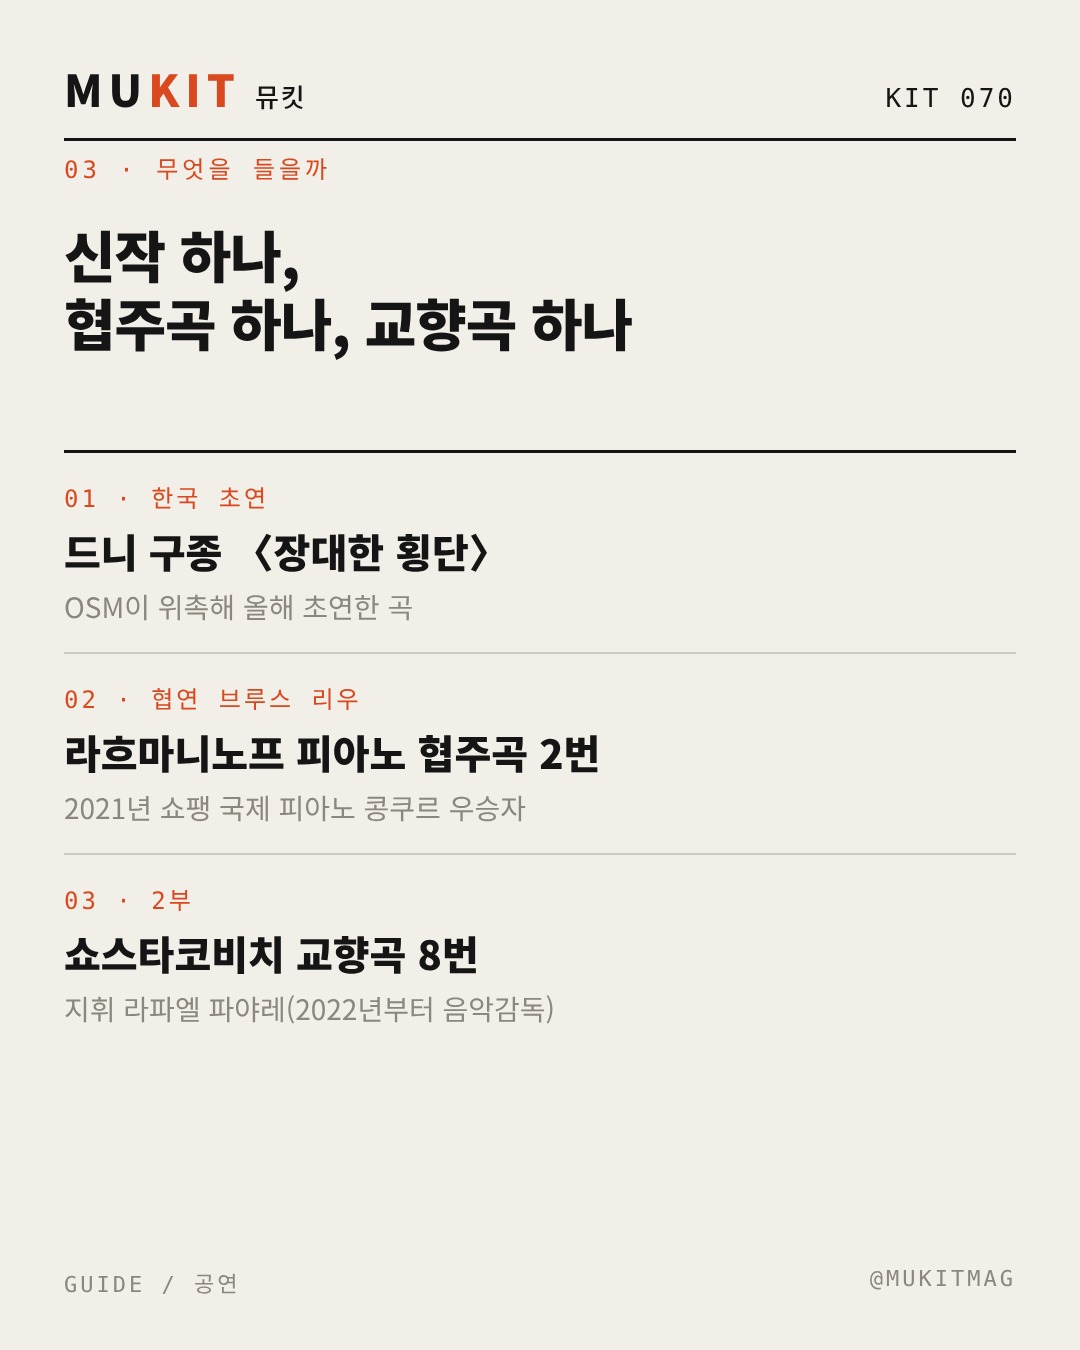 MUKIT 뮤킷
KIT 070
03 · 무엇을 들을까
신작 하나,
협주곡 하나, 교향곡 하나
01 · 한국 초연
드니 구종 〈장대한 횡단〉
OSM이 위촉해 올해 초연한 곡
02 · 협연 브루스 리우
라흐마니노프 피아노 협주곡 2번
2021년 쇼팽 국제 피아노 콩쿠르 우승자
03 · 2부
쇼스타코비치 교향곡 8번
지휘 라파엘 파야레(2022년부터 음악감독)
GUIDE / 공연
@MUKITMAG